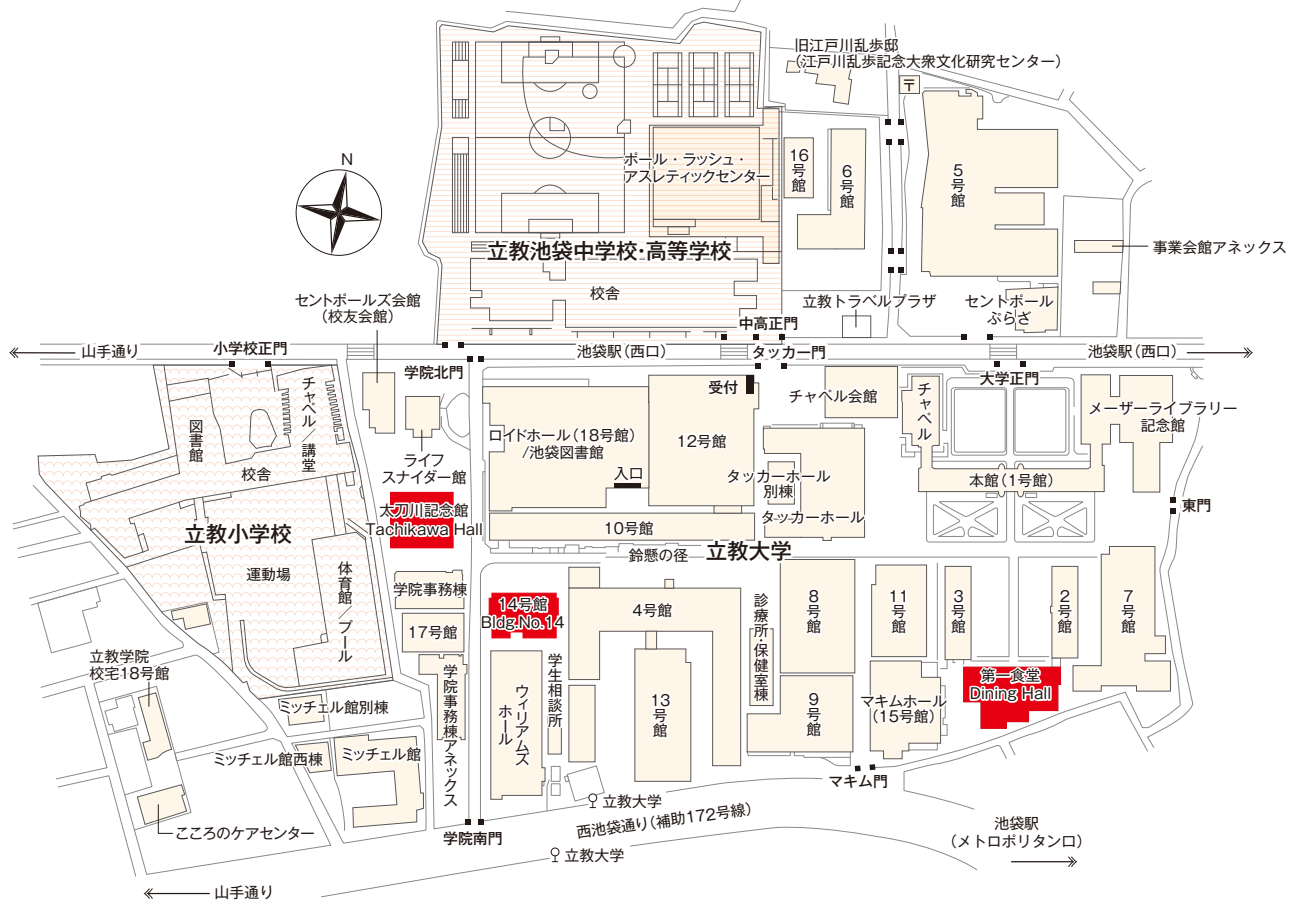 旧江戸川乱歩邸
(江戸川乱歩記念大衆文化研究センター)
〒
N
ポール・ラッシュ・
アスレティックセンター
16号館
6号館
5号館
立教池袋中学校・高等学校
事業会館アネックス
校舎
セントポールズ会館
(校友会館)
立教トラベルプラザ
セントポール
ぷらざ
中高正門
山手通り
小学校正門
池袋駅(西口)
タッカー門
池袋駅(西口)
学院北門
受付
大学正門
チャペル/講堂
チャペル会館
チャペル
メーザーライブラリー
記念館
図書館
ロイドホール(18号館)
/池袋図書館
12号館
校舎
ライフ
スナイダー館
入口
タッカーホール
別棟
本館(1号館)
太刀川記念館
Tachikawa Hall
タッカーホール
東門
立教小学校
10号館
鈴懸の径
立教大学
運動場
体育館/プール
学院事務棟
14号館
Bldg.No.14
4号館
診療所・保健室棟
8号館
11号館
3号館
2号館
7号館
17号館
立教学院
校宅18号館
学院事務棟アネックス
ウィリアムズ
ホール
学生相談所
13号館
9号館
マキムホール
(15号館)
第一食堂
Dining Hall
ミッチェル館別棟
ミッチェル館西棟
ミッチェル館
マキム門
こころのケアセンター
立教大学
西池袋通り(補助172号線)
学院南門
立教大学
池袋駅
(メトロポリタン口)
山手通り